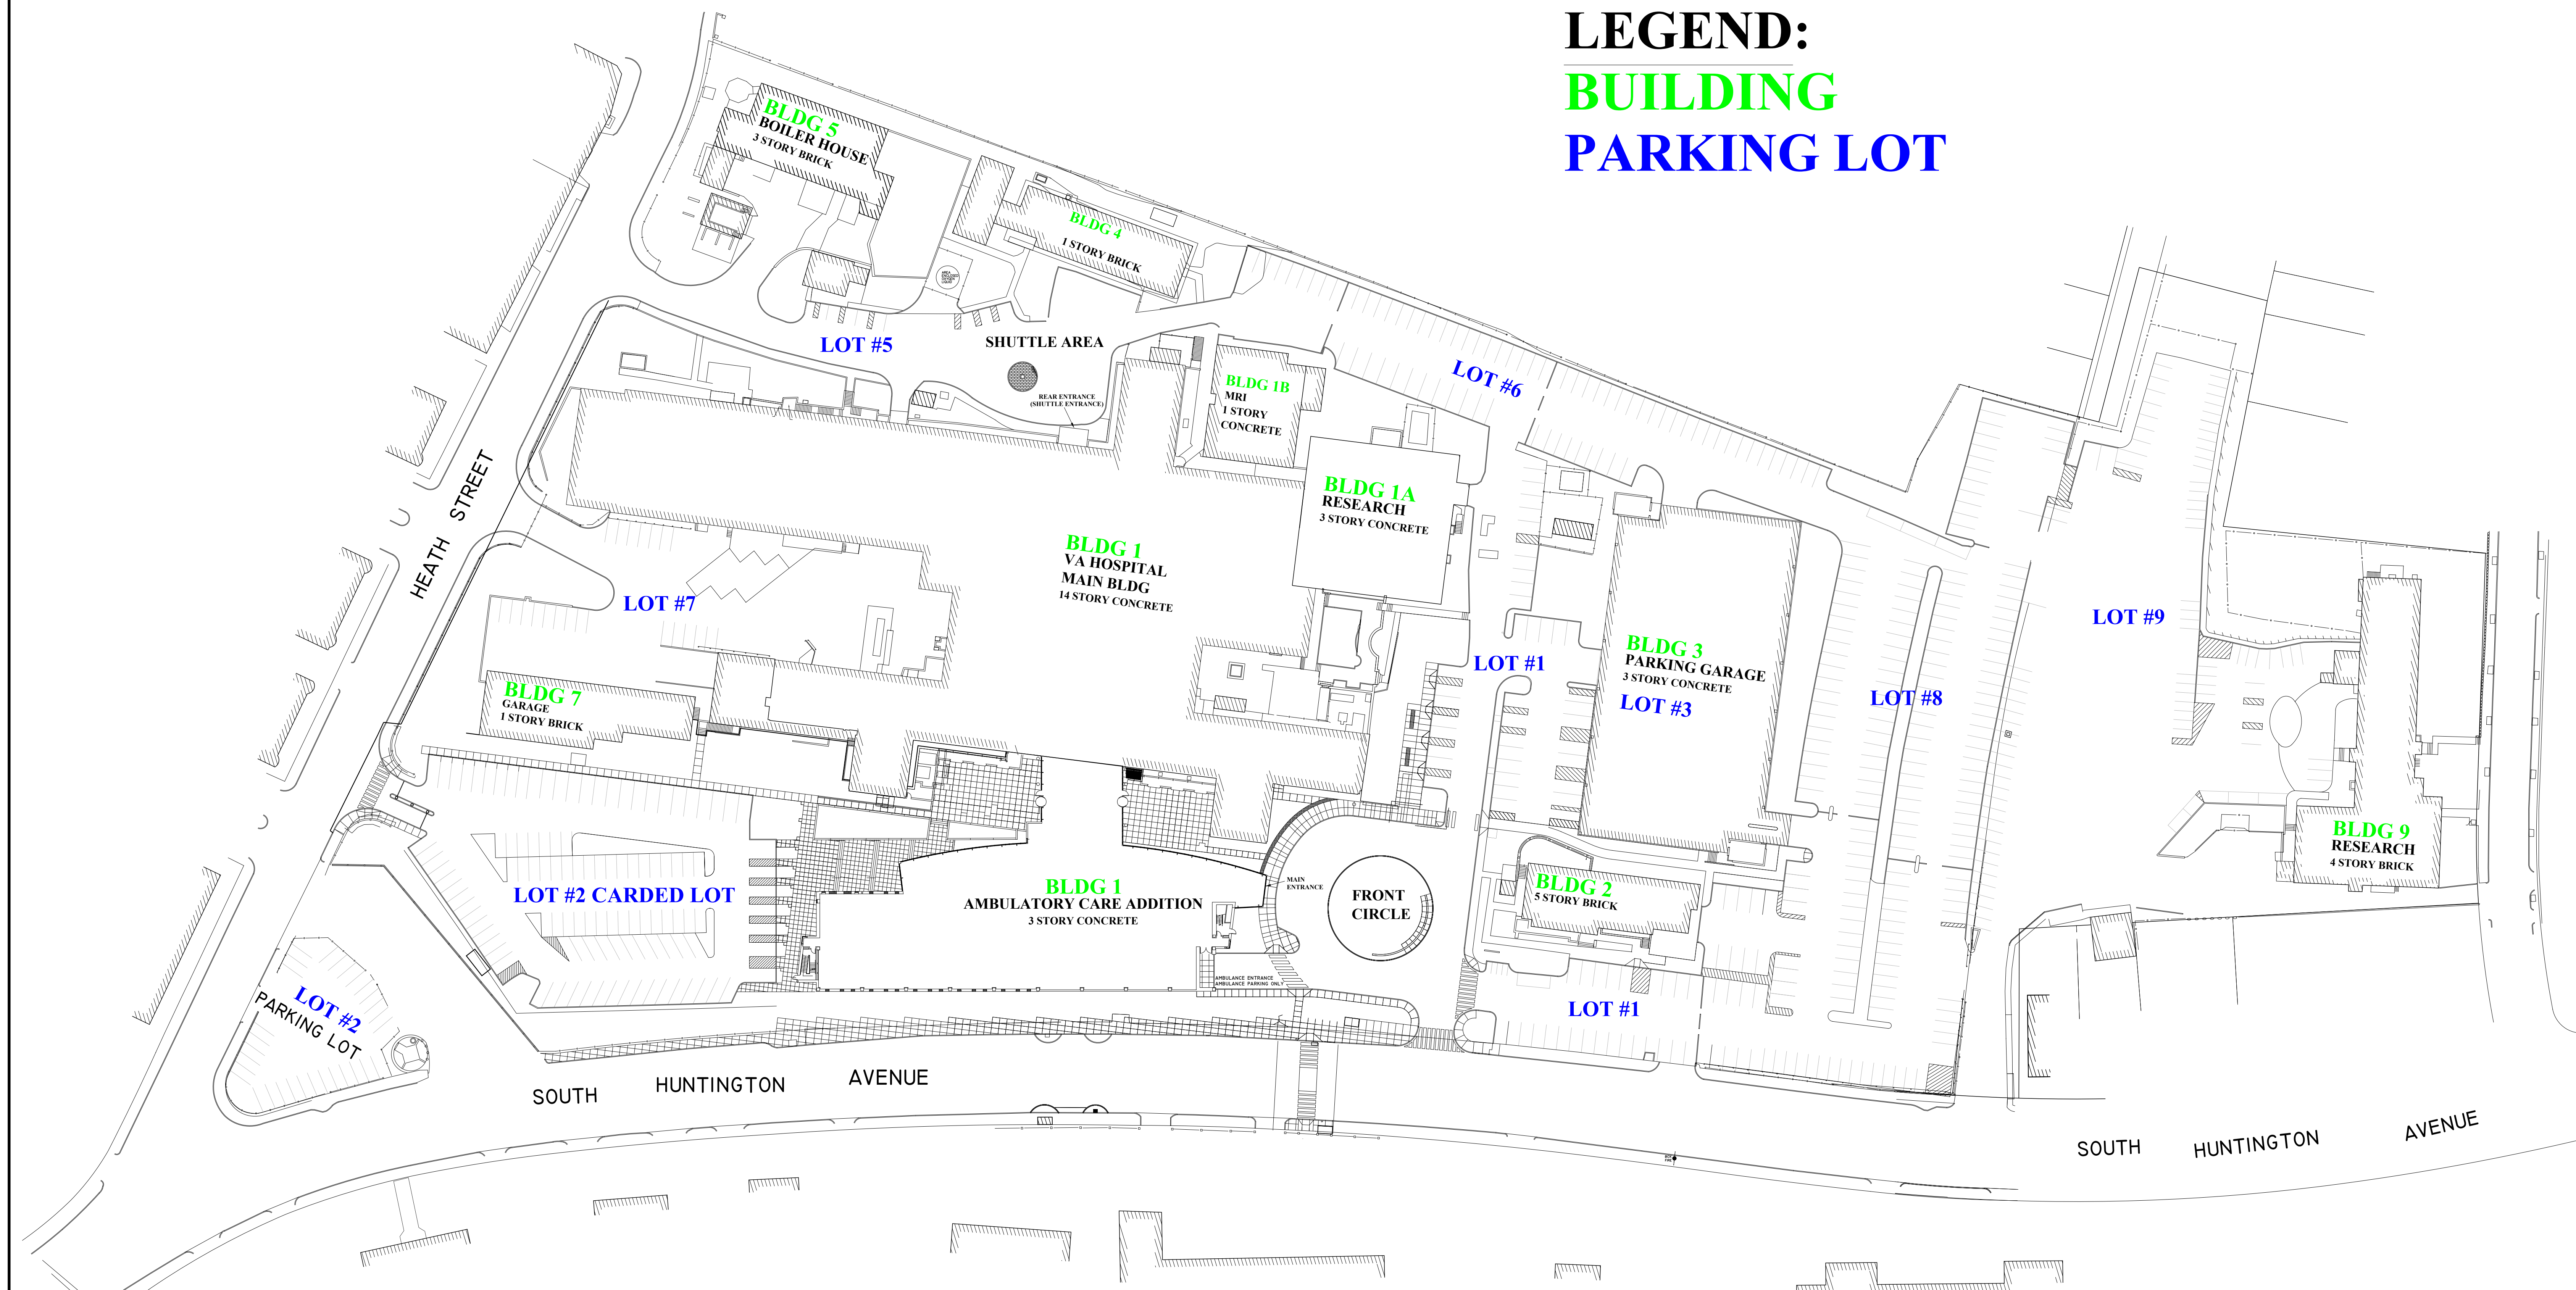 LEGEND:
BUILDING
PARKING LOT
BLDG 5
BOILER HOUSE
3 STORY BRICK
BLDG 4
1 STORY BRICK
LOT #5
SHUTTLE AREA
REAR ENTRANCE
(SHUTTLE ENTRANCE)
BLDG 1B
MRI
1 STORY
CONCRETE
LOT #6
BLDG 1A
RESEARCH
3 STORY CONCRETE
HEATH STREET
BLDG 1
VA HOSPITAL
MAIN BLDG
14 STORY CONCRETE
LOT #7
LOT #1
BLDG 3
PARKING GARAGE
3 STORY CONCRETE
LOT #3
LOT #8
LOT #9
BLDG 7
GARAGE
1 STORY BRICK
LOT #2 CARDED LOT
BLDG 1
AMBULATORY CARE ADDITION
3 STORY CONCRETE
MAIN
ENTRANCE
FRONT
CIRCLE
BLDG 2
5 STORY BRICK
BLDG 9
RESEARCH
4 STORY BRICK
AMBULANCE ENTRANCE
AMBULANCE PARKING ONLY
LOT #2
PARKING LOT
LOT #1
SOUTH HUNTINGTON AVENUE
SOUTH HUNTINGTON AVENUE